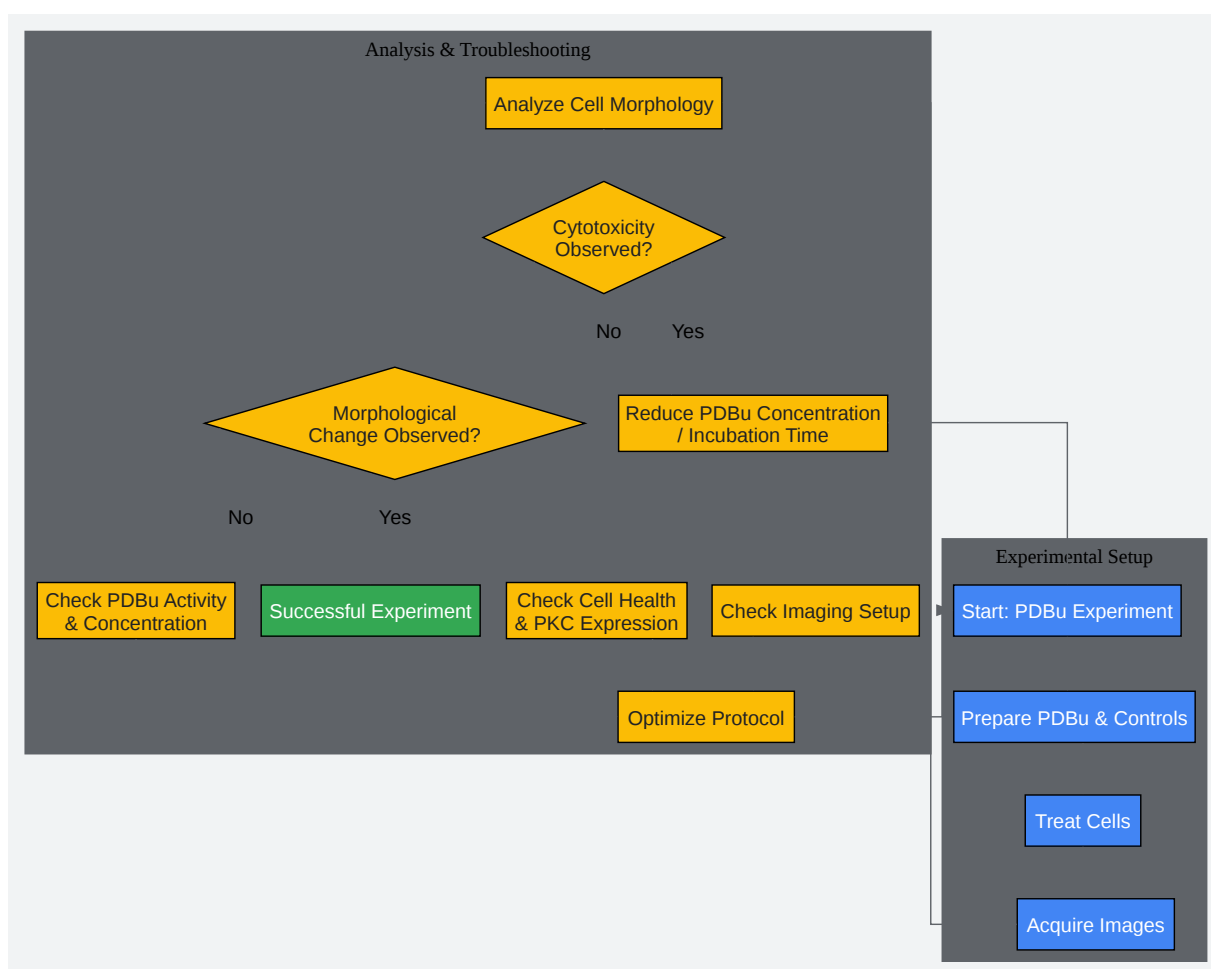 Analysis & Troubleshooting
Analyze Cell Morphology
Cytotoxicity
Observed?
No
Yes
Morphological
Change Observed?
Reduce PDBu Concentration
/ Incubation Time
No
Yes
Check PDBu Activity
& Concentration
Successful Experiment
Check Cell Health
& PKC Expression
Check Imaging Setup
Optimize Protocol
Experimental Setup
Start: PDBu Experiment
Prepare PDBu & Controls
Treat Cells
Acquire Images